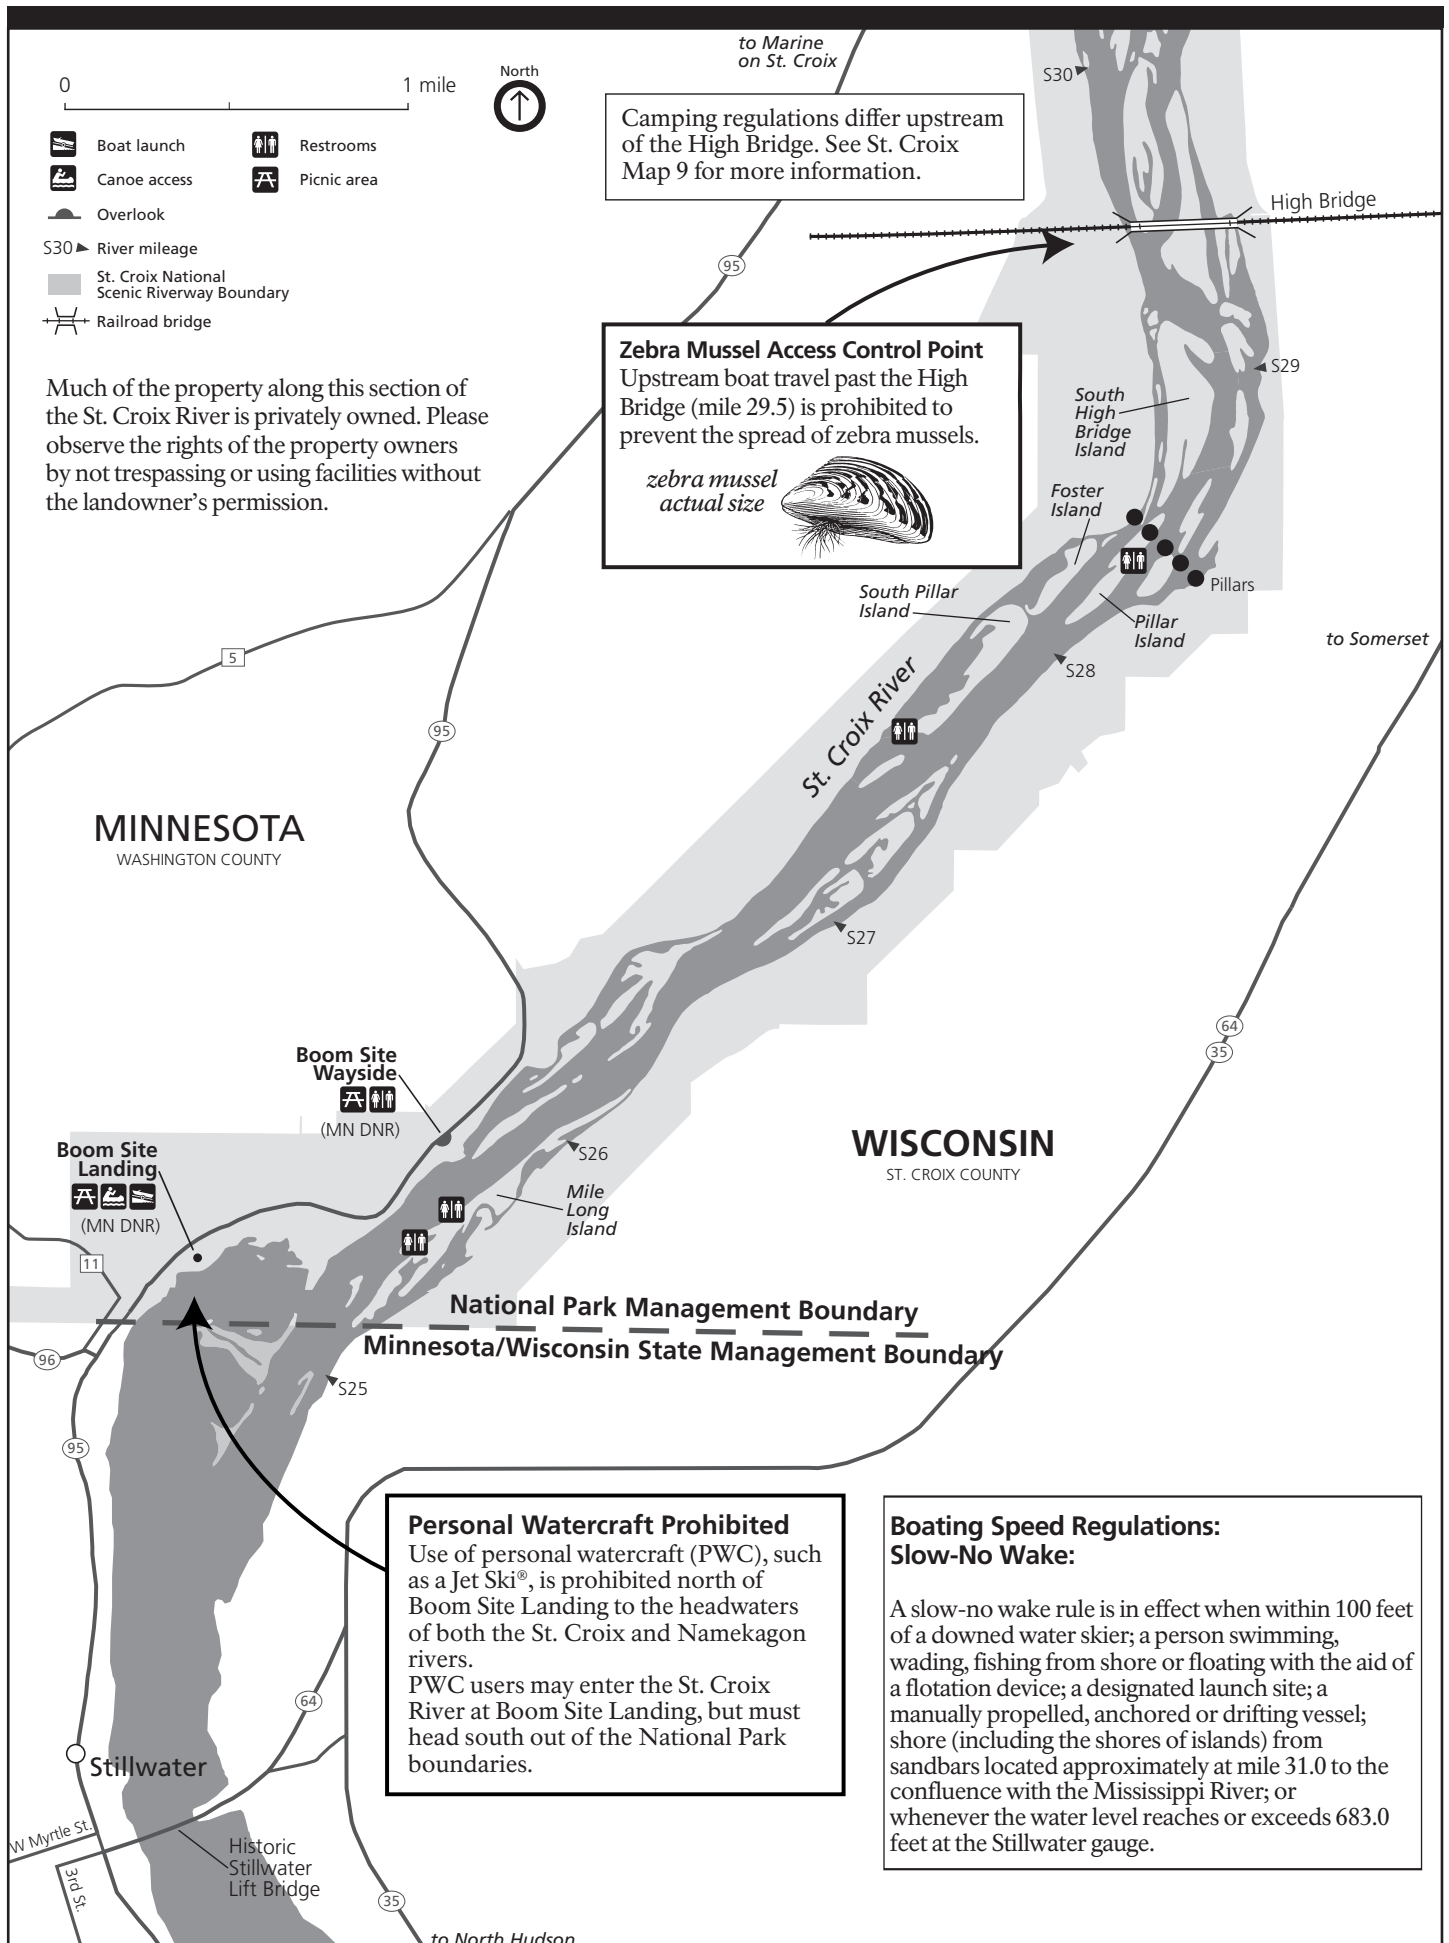 to Marine
on St. Croix
0
1 mile
North
Boat launch
Restrooms
Canoe access
Picnic area
Overlook
S30
River mileage
St. Croix National
Scenic Riverway Boundary
Railroad bridge
S30
Camping regulations differ upstream
of the High Bridge. See St. Croix
Map 9 for more information.
High Bridge
95
Zebra Mussel Access Control Point
Upstream boat travel past the High
Bridge (mile 29.5) is prohibited to
prevent the spread of zebra mussels.
zebra mussel
actual size
Much of the property along this section of
the St. Croix River is privately owned. Please
observe the rights of the property owners
by not trespassing or using facilities without
the landowner's permission.
S29
South
High
Bridge
Island
Foster
Island
Pillars
South Pillar
Island
Pillar
Island
to Somerset
5
S28
St. Croix River
95
MINNESOTA
WASHINGTON COUNTY
S27
64
35
Boom Site
Wayside
(MN DNR)
WISCONSIN
ST. CROIX COUNTY
Boom Site
Landing
(MN DNR)
S26
Mile
Long
Island
11
National Park Management Boundary
Minnesota/Wisconsin State Management Boundary
96
S25
95
Personal Watercraft Prohibited
Use of personal watercraft (PWC), such
as a Jet Ski®, is prohibited north of
Boom Site Landing to the headwaters
of both the St. Croix and Namekagon
rivers.
PWC users may enter the St. Croix
River at Boom Site Landing, but must
head south out of the National Park
boundaries.
Boating Speed Regulations:
Slow-No Wake:
A slow-no wake rule is in effect when within 100 feet
of a downed water skier; a person swimming,
wading, fishing from shore or floating with the aid of
a flotation device; a designated launch site; a
manually propelled, anchored or drifting vessel;
shore (including the shores of islands) from
sandbars located approximately at mile 31.0 to the
confluence with the Mississippi River; or
whenever the water level reaches or exceeds 683.0
feet at the Stillwater gauge.
64
Stillwater
W Myrtle St.
3rd St.
Historic
Stillwater
Lift Bridge
35
to North Hudson